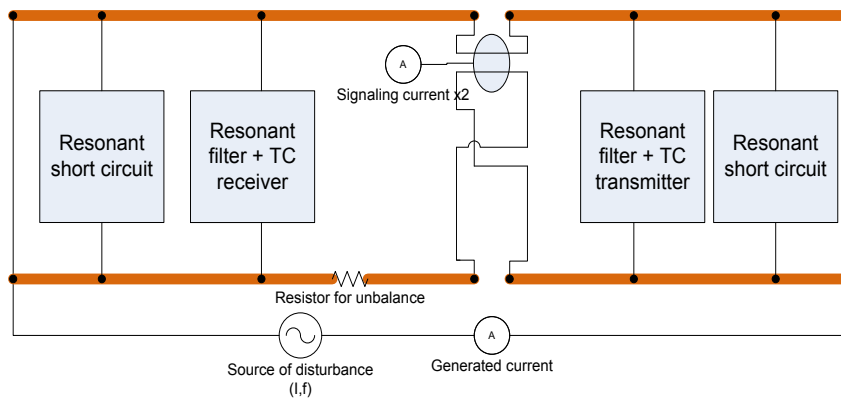 A
Signaling current x2
Resonant
short circuit
Resonant
filter + TC
receiver
Resonant
filter + TC
transmitter
Resonant
short circuit
Resistor for unbalance
A
Source of disturbance
(I,f)
Generated current